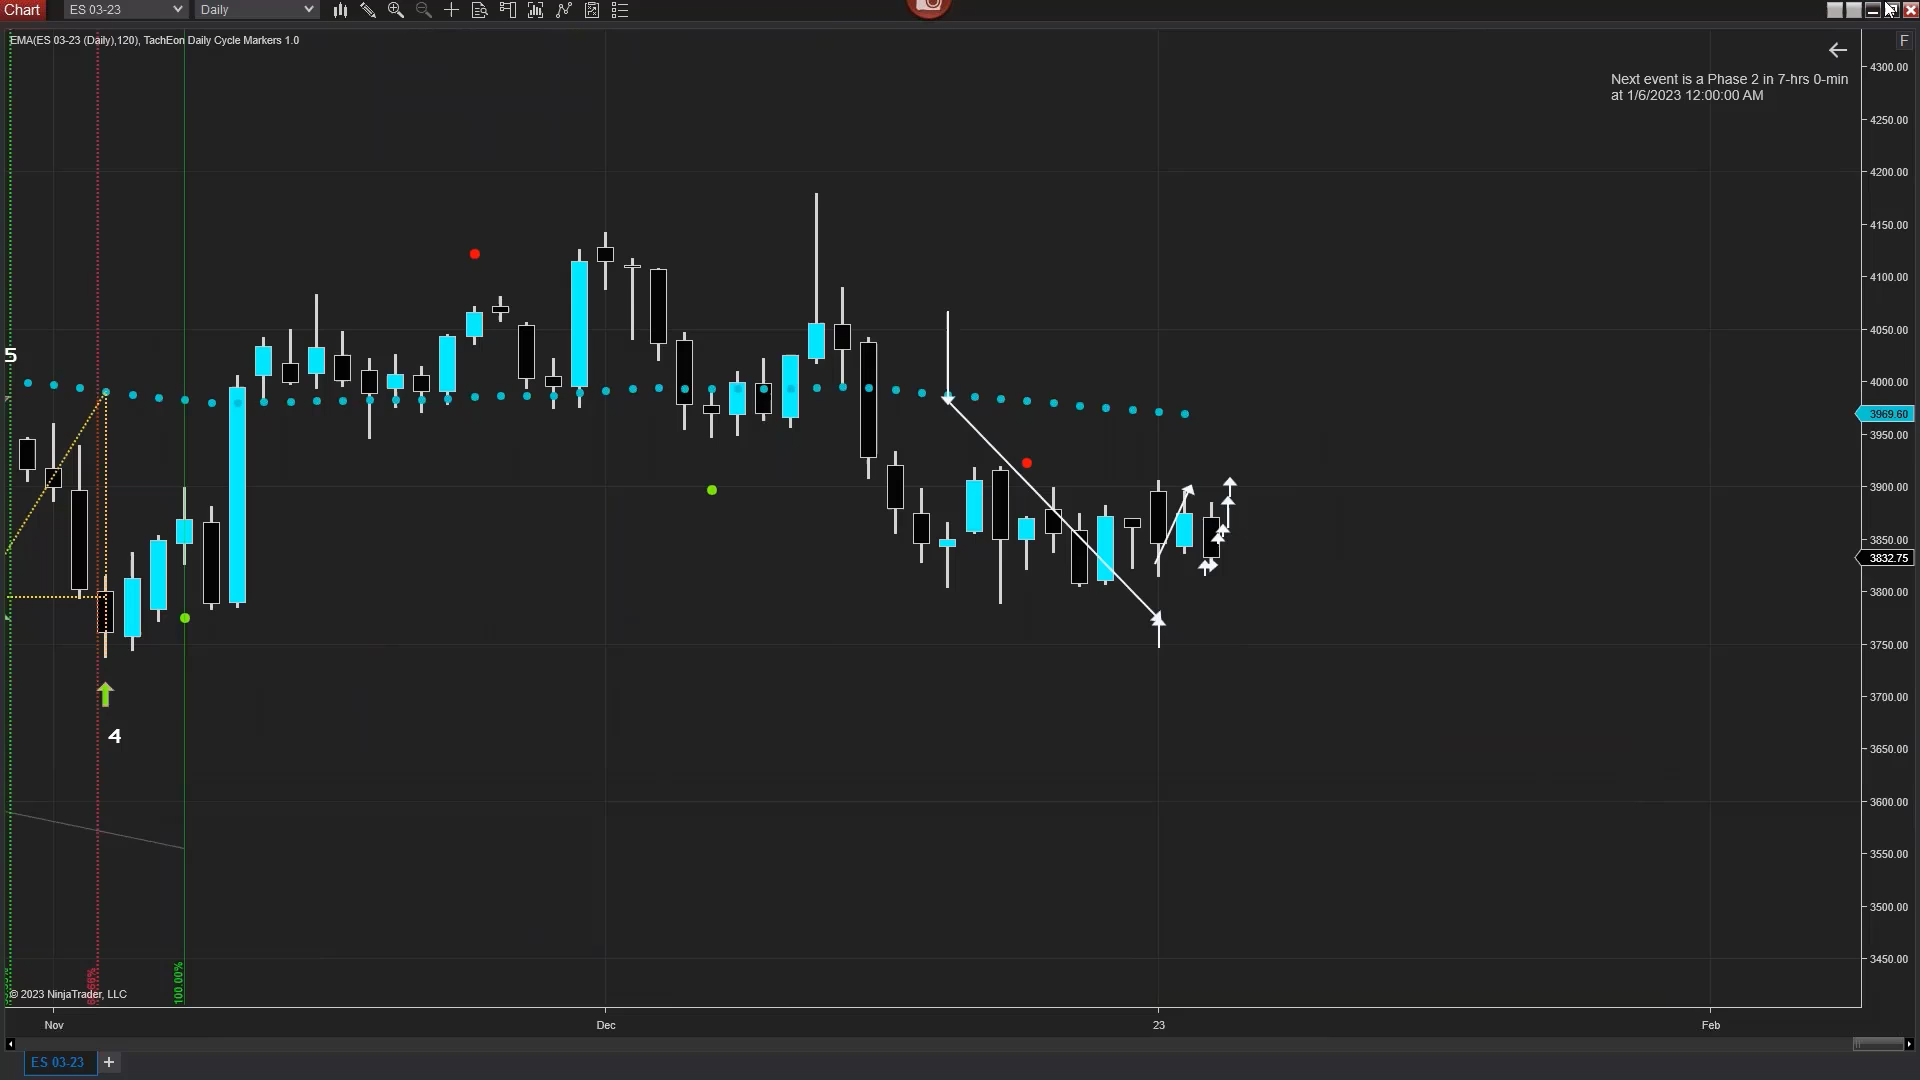 Chart
ES 03-23
Daily
EMA(ES 03-23 (Daily),120), TachEon Daily Cycle Markers 1.0
F
Next event is a Phase 2 in 7-hrs 0-min
at 1/6/2023 12:00:00 AM
4300.00
4250.00
4200.00
4150.00
4100.00
4050.00
4000.00
3969.60
3950.00
3900.00
3850.00
3832.75
3800.00
3750.00
3700.00
3650.00
3600.00
3550.00
3500.00
3450.00
5
4
100.00%
© 2023 NinjaTrader, LLC
Nov
Dec
23
Feb
ES 03-23
+